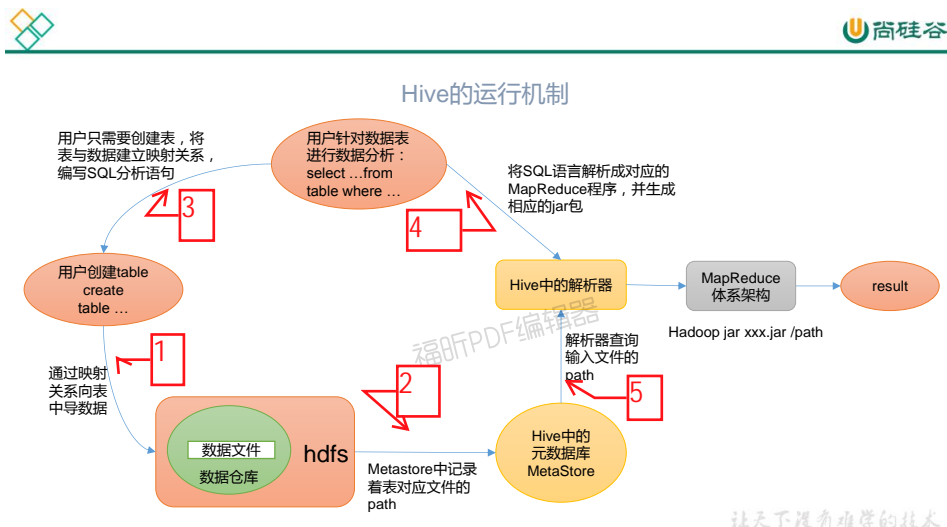 尚硅谷
Hive的运行机制
用户只需要创建表，将
表与数据建立映射关系，
编写SQL分析语句
用户针对数据表
进行数据分析：
select …from
table where …
将SQL语言解析成对应的
MapReduce程序，并生成
相应的jar包
3
4
用户创建table
create
table …
Hive中的解析器
MapReduce
体系架构
result
Hadoop jar xxx.jar /path
福昕PDF编辑器
1
通过映射
关系向表
中导数据
2
解析器查询
输入文件的
path
5
数据文件
数据仓库
hdfs
Metastore中记录
着表对应文件的
path
Hive中的
元数据库
MetaStore
让天下没有难学的技术